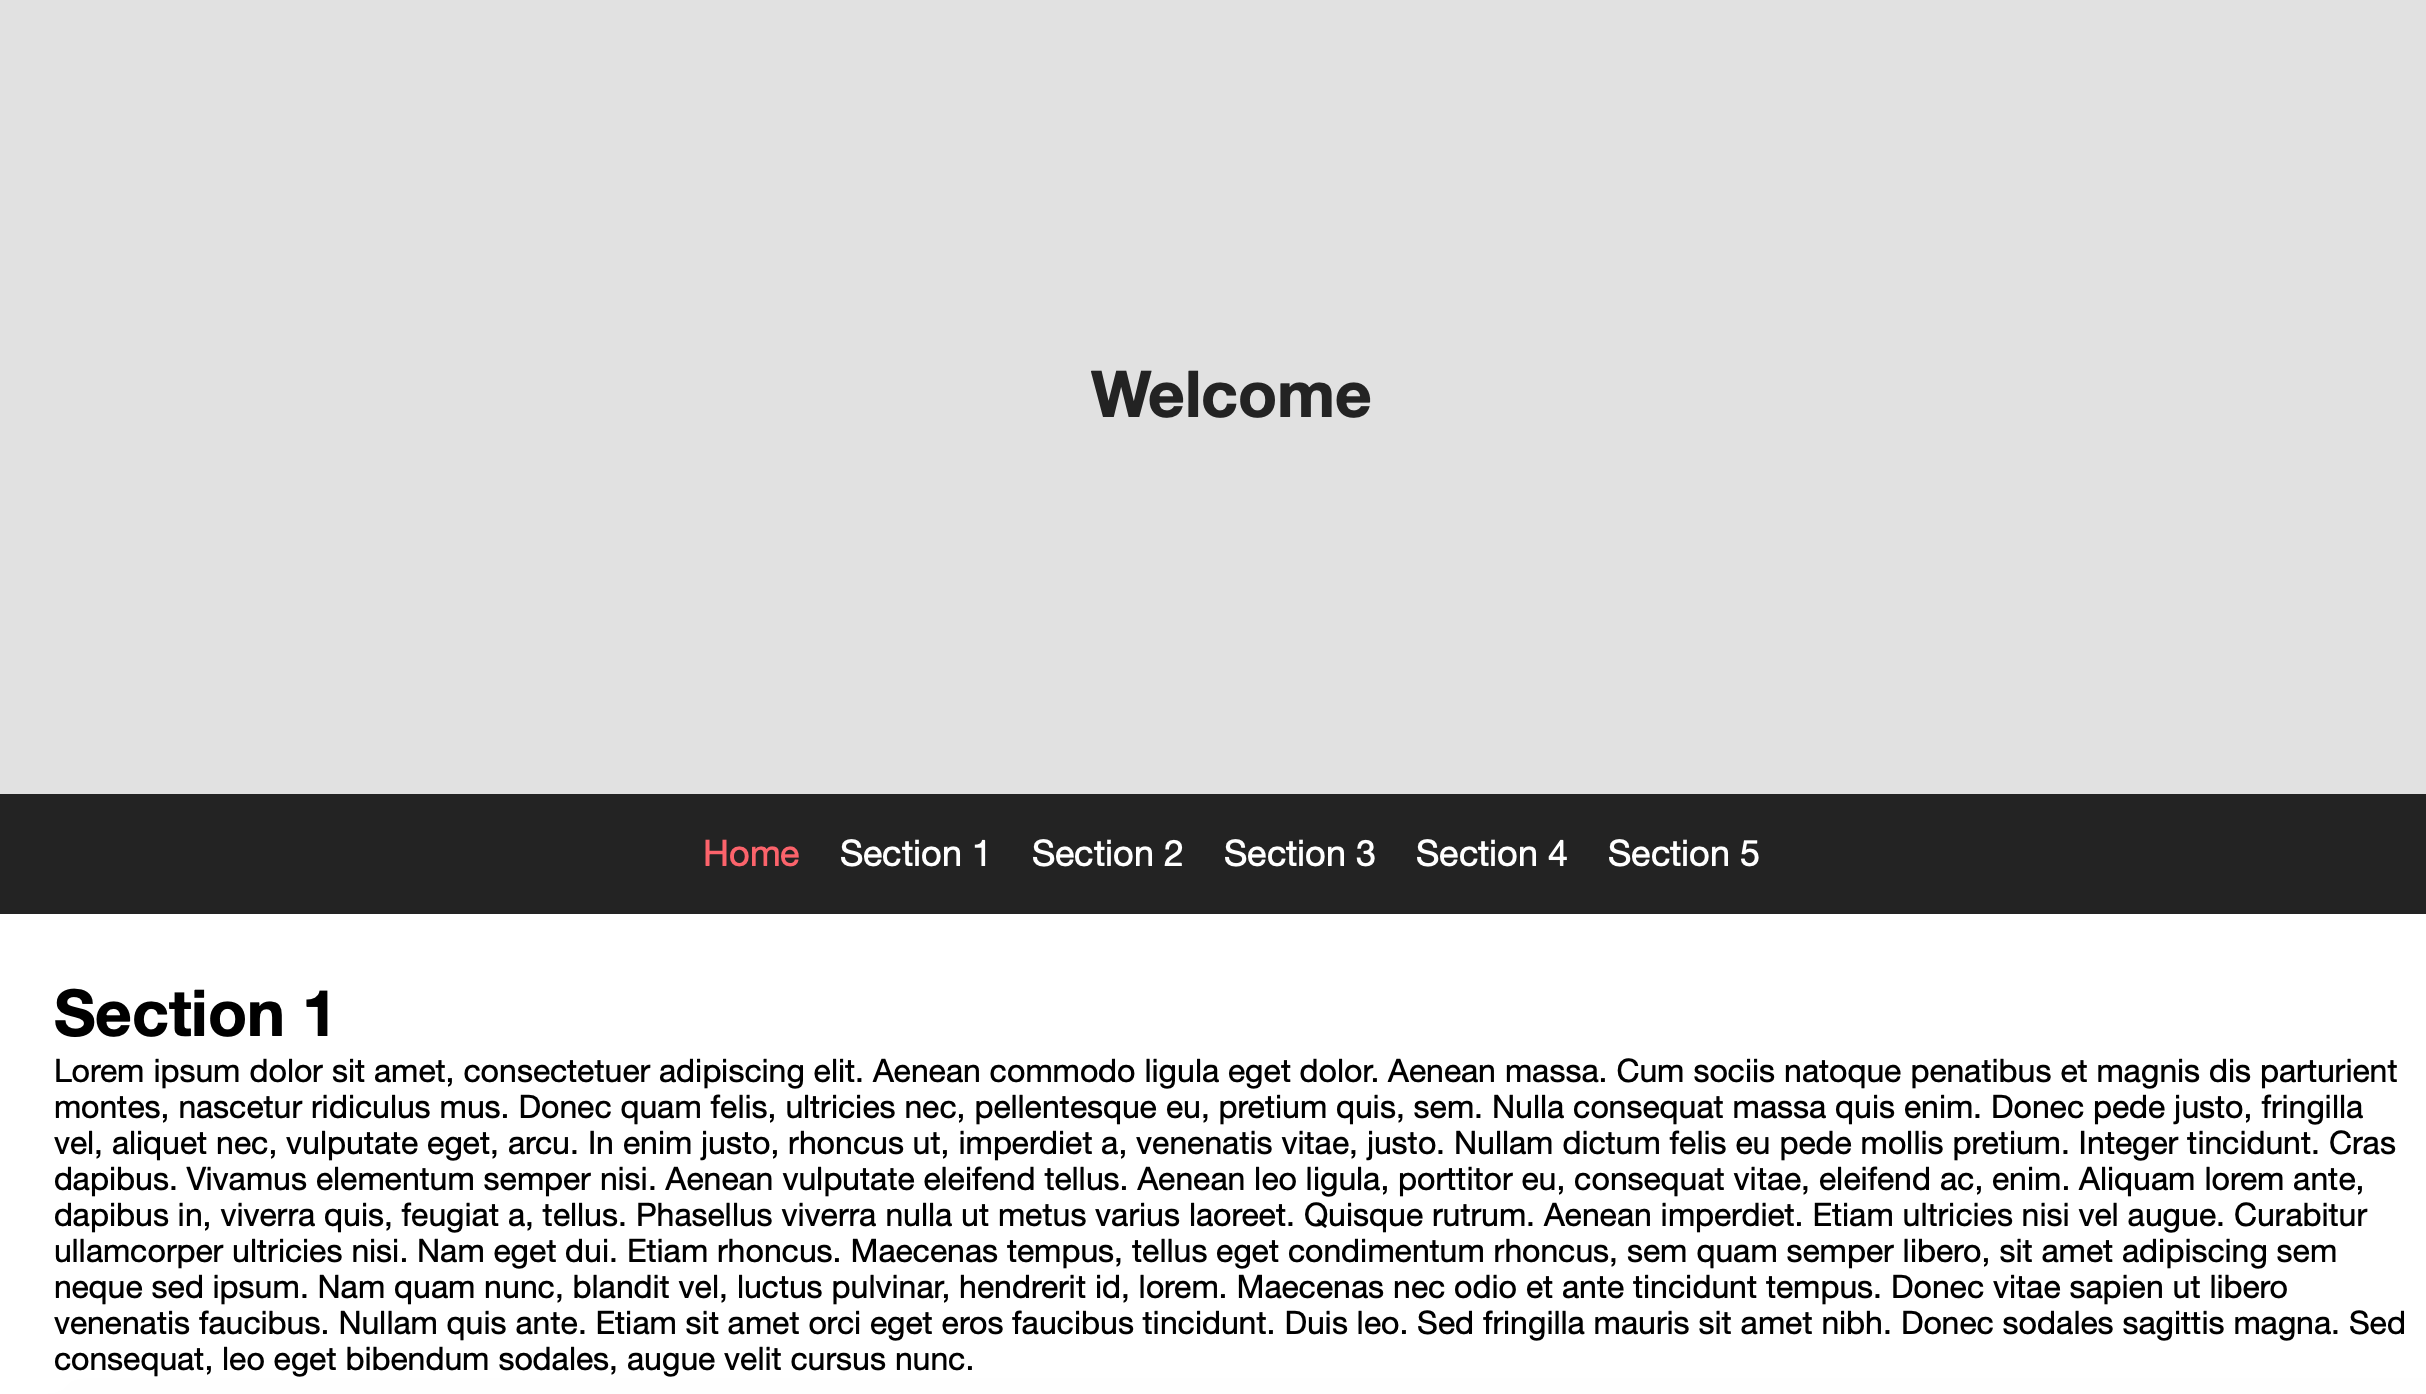 Welcome
Home Section 1 Section 2 Section 3 Section 4 Section 5
Section 1
Lorem ipsum dolor sit amet, consectetuer adipiscing elit. Aenean commodo ligula eget dolor. Aenean massa. Cum sociis natoque penatibus et magnis dis parturient
montes, nascetur ridiculus mus. Donec quam felis, ultricies nec, pellentesque eu, pretium quis, sem. Nulla consequat massa quis enim. Donec pede justo, fringilla
vel, aliquet nec, vulputate eget, arcu. In enim justo, rhoncus ut, imperdiet a, venenatis vitae, justo. Nullam dictum felis eu pede mollis pretium. Integer tincidunt. Cras
dapibus. Vivamus elementum semper nisi. Aenean vulputate eleifend tellus. Aenean leo ligula, porttitor eu, consequat vitae, eleifend ac, enim. Aliquam lorem ante,
dapibus in, viverra quis, feugiat a, tellus. Phasellus viverra nulla ut metus varius laoreet. Quisque rutrum. Aenean imperdiet. Etiam ultricies nisi vel augue. Curabitur
ullamcorper ultricies nisi. Nam eget dui. Etiam rhoncus. Maecenas tempus, tellus eget condimentum rhoncus, sem quam semper libero, sit amet adipiscing sem
neque sed ipsum. Nam quam nunc, blandit vel, luctus pulvinar, hendrerit id, lorem. Maecenas nec odio et ante tincidunt tempus. Donec vitae sapien ut libero
venenatis faucibus. Nullam quis ante. Etiam sit amet orci eget eros faucibus tincidunt. Duis leo. Sed fringilla mauris sit amet nibh. Donec sodales sagittis magna. Sed
consequat, leo eget bibendum sodales, augue velit cursus nunc.